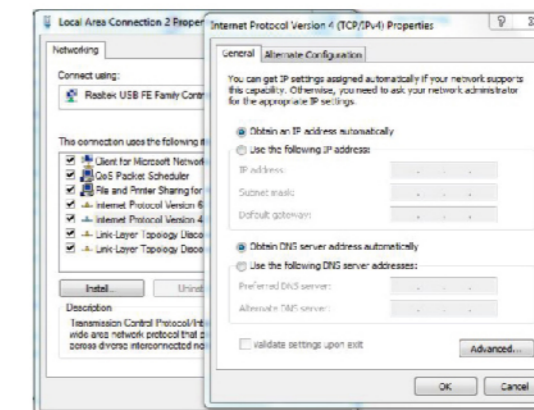 Local Area Connection 2 Proper
Networking
Connect using:
Realtek USB FE Family Contr
This connection uses the following it
Client for Microsoft Network
QoS Packet Scheduler
File and Printer Sharing for
Internet Protocol Version 6
Internet Protocol Version 4
Link-Layer Topology Disco
Link-Layer Topology Disco
Install...
Uninst
Description
Transmission Control Protocol/Int
wide area network protocol that p
across diverse interconnected ne
Internet Protocol Version 4 (TCP/IPv4) Properties
General
Alternate Configuration
You can get IP settings assigned automatically if your network supports
this capability. Otherwise, you need to ask your network administrator
for the appropriate IP settings.
Obtain an IP address automatically
Use the following IP address:
IP address:
Subnet mask:
Default gateway:
Obtain DNS server address automatically
Use the following DNS server addresses:
Preferred DNS server:
Alternate DNS server:
Validate settings upon exit
Advanced...
OK
Cancel